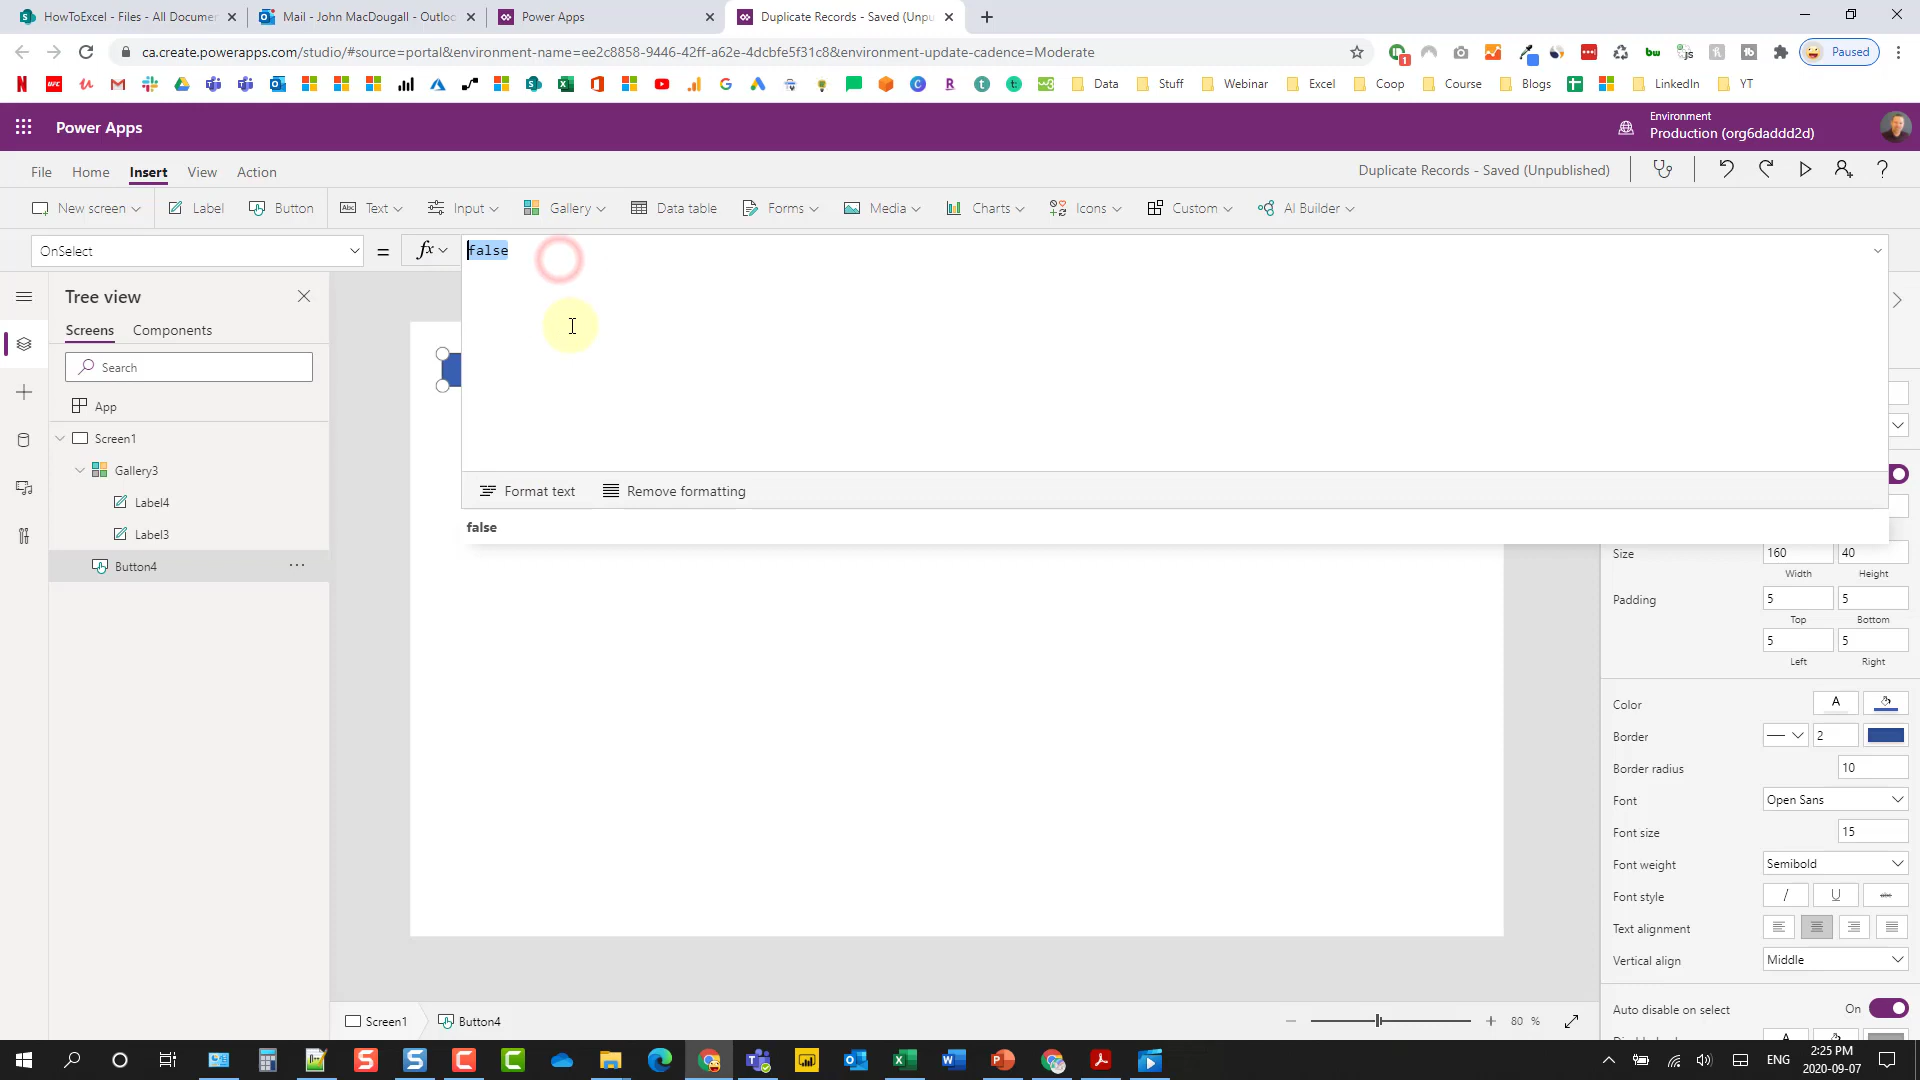 HowToExcel - Files - All Documen
Mail - John MacDougall - Outloc
Power Apps
Duplicate Records - Saved (Unpu
ca.create.powerapps.com/studio/#source=portal&environment-name=ee2c8858-9446-42ff-a62e-4dcbfe5f31c8&environment-update-cadence=Moderate
Paused
Data
Stuff
Webinar
Excel
Coop
Course
Blogs
LinkedIn
YT
Power Apps
Environment
Production (org6daddd2d)
File
Home
Insert
View
Action
Duplicate Records - Saved (Unpublished)
New screen
Label
Button
Text
Input
Gallery
Data table
Forms
Media
Charts
Icons
Custom
AI Builder
OnSelect
=
fx
false
Tree view
Screens
Components
Search
App
Screen1
Gallery3
Label4
Label3
Button4
Format text
Remove formatting
false
Size
160
40
Width
Height
Padding
5
5
Top
Bottom
5
5
Left
Right
Color
A
Border
2
Border radius
10
Font
Open Sans
Font size
15
Font weight
Semibold
Font style
/
U
abc
Text alignment
Vertical align
Middle
Auto disable on select
On
Screen1
Button4
80 %
ENG
2:25 PM
2020-09-07